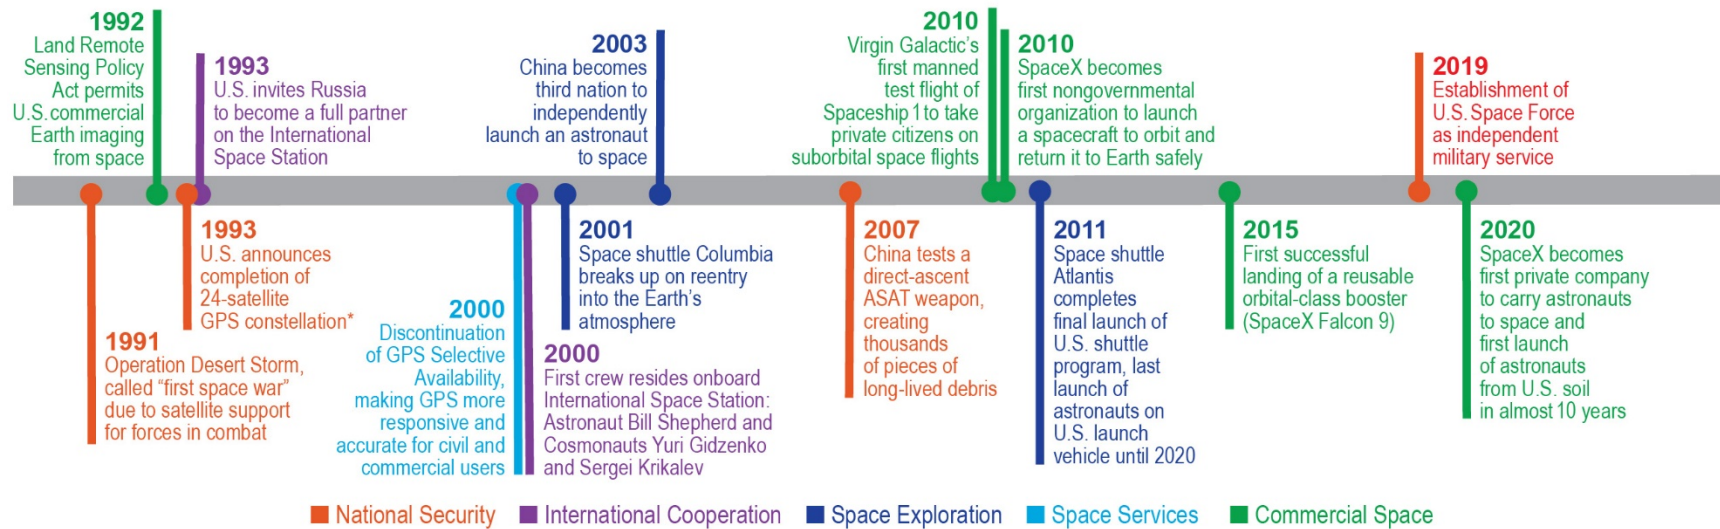 1992
Land Remote
Sensing Policy
Act permits
U.S. commercial
Earth imaging
from space
1993
U.S. invites Russia
to become a full partner
on the International
Space Station
2003
China becomes
third nation to
independently
launch an astronaut
to space
2010
Virgin Galactic's
first manned
test flight of
Spaceship 1 to take
private citizens on
suborbital space flights
2010
SpaceX becomes
first nongovernmental
organization to launch
a spacecraft to orbit and
return it to Earth safely
2019
Establishment of
U.S. Space Force
as independent
military service
1991
Operation Desert Storm,
called “first space war”
due to satellite support
for forces in combat
1993
U.S. announces
completion of
24-satellite
GPS constellation*
2000
Discontinuation
of GPS Selective
Availability,
making GPS more
responsive and
accurate for civil and
commercial users
2000
First crew resides onboard
International Space Station:
Astronaut Bill Shepherd and
Cosmonauts Yuri Gidzenko
and Sergei Krikalev
2001
Space shuttle Columbia
breaks up on reentry
into the Earth's
atmosphere
2007
China tests a
direct-ascent
ASAT weapon,
creating
thousands
of pieces of
long-lived debris
2011
Space shuttle
Atlantis
completes
final launch of
U.S. shuttle
program, last
launch of
astronauts on
U.S. launch
vehicle until 2020
2015
First successful
landing of a reusable
orbital-class booster
(SpaceX Falcon 9)
2020
SpaceX becomes
first private company
to carry astronauts
to space and
first launch
of astronauts
from U.S. soil
in almost 10 years
National Security
International Cooperation
Space Exploration
Space Services
Commercial Space